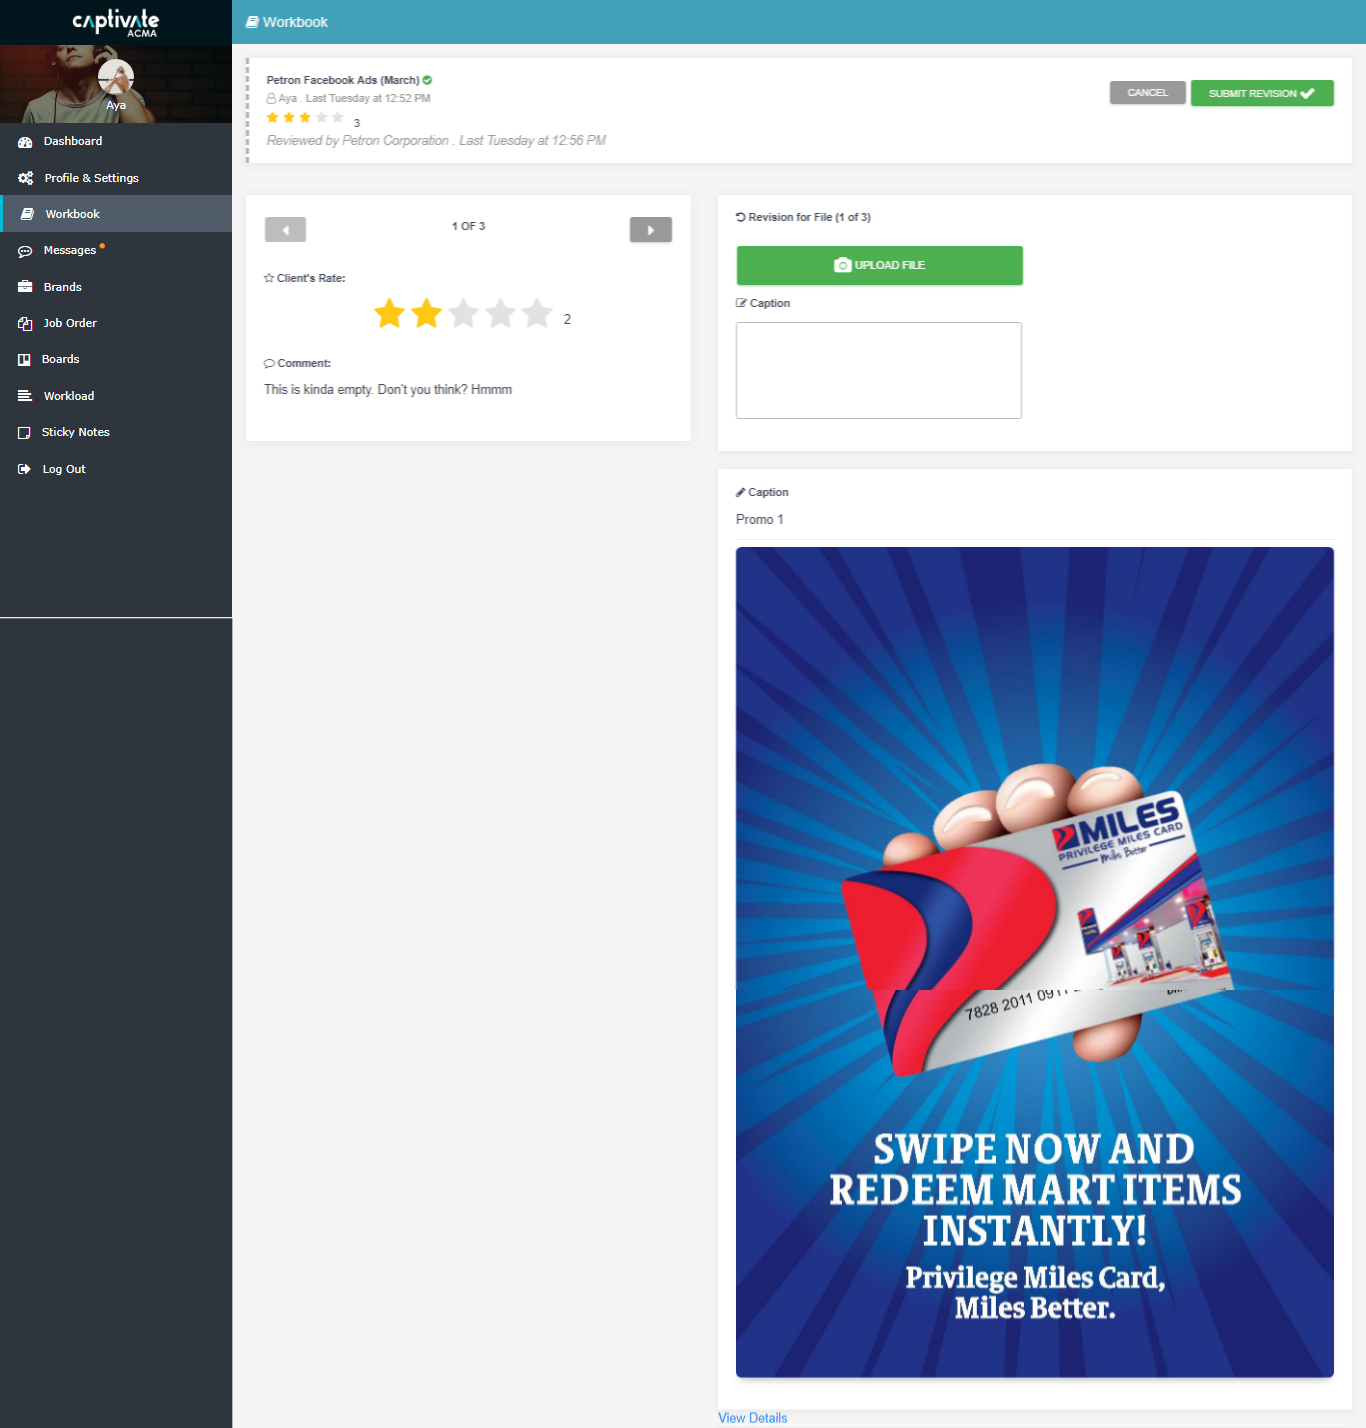 captivate
ACMA
Aya
Dashboard
Profile & Settings
Workbook
Messages
Brands
Job Order
Boards
Workload
Sticky Notes
Log Out
Workbook
Petron Facebook Ads (March)
Aya . Last Tuesday at 12:52 PM
3
Reviewed by Petron Corporation . Last Tuesday at 12:56 PM
CANCEL
SUBMIT REVISION
1 OF 3
Client's Rate:
2
Comment:
This is kinda empty. Don't you think? Hmmm
Revision for File (1 of 3)
UPLOAD FILE
Caption
Caption
Promo 1
MILES
PRIVILEGE MILES CARD
Miles Better
7828 2011 0911
SWIPE NOW AND
REDEEM MART ITEMS
INSTANTLY!
Privilege Miles Card,
Miles Better.
View Details